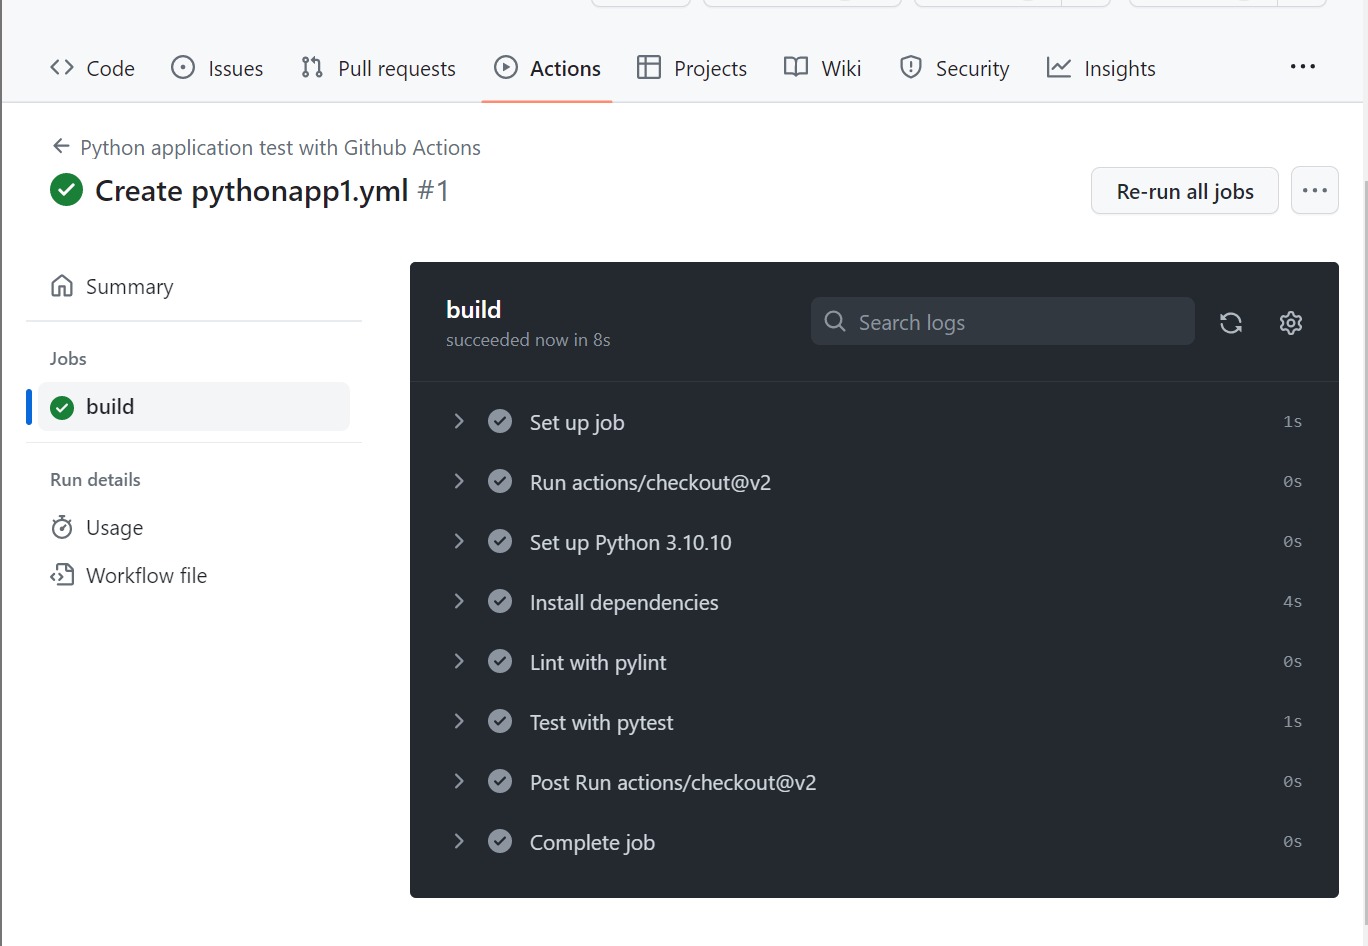 Code Issues Pull requests Actions Projects Wiki Security Insights ...
Python application test with Github Actions
Create pythonapp1.yml #1
Re-run all jobs ...
Summary
Jobs
build
Run details
Usage
Workflow file
build
succeeded now in 8s
Search logs
Set up job 1s
Run actions/checkout@v2 0s
Set up Python 3.10.10 0s
Install dependencies 4s
Lint with pylint 0s
Test with pytest 1s
Post Run actions/checkout@v2 0s
Complete job 0s